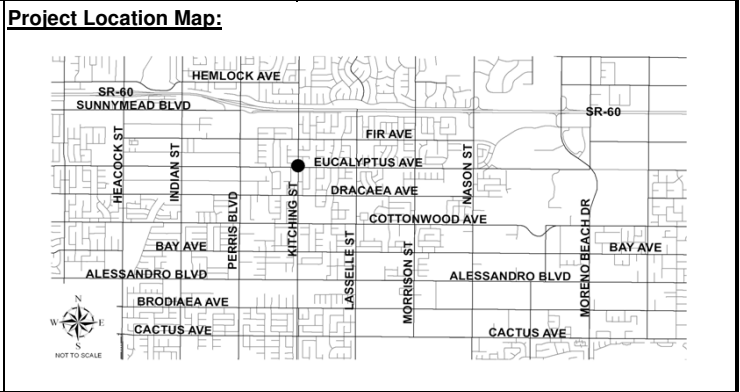 Project Location Map:
HEMLOCK AVE
SR-60
SUNNYMEAD BLVD
SR-60
FIR AVE
EUCALYPTUS AVE
HEACOCK ST
INDIAN ST
PERRIS BLVD
KITCHING ST
NASON ST
DRACAEA AVE
COTTONWOOD AVE
LASSELLE ST
MORRISON ST
MORENO BEACH DR
BAY AVE
BAY AVE
ALESSANDRO BLVD
ALESSANDRO BLVD
BRODIAEA AVE
CACTUS AVE
CACTUS AVE
N
W
E
S
NOT TO SCALE